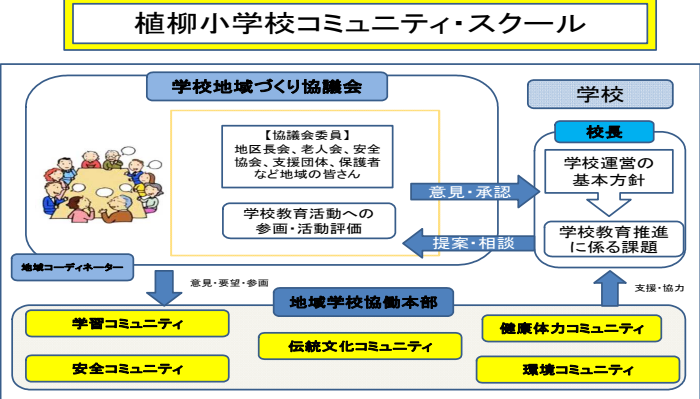 植柳小学校コミュニティ・スクール
学校地域づくり協議会
【協議会委員】
地区長会、老人会、安全
協会、支援団体、保護者
など地域の皆さん
学校教育活動への
参画・活動評価
学校
校長
学校運営の
基本方針
学校教育推進
に係る課題
意見・承認
提案・相談
地域コーディネーター
意見・要望・参画
支援・協力
地域学校協働本部
学習コミュニティ
安全コミュニティ
伝統文化コミュニティ
健康体力コミュニティ
環境コミュニティ